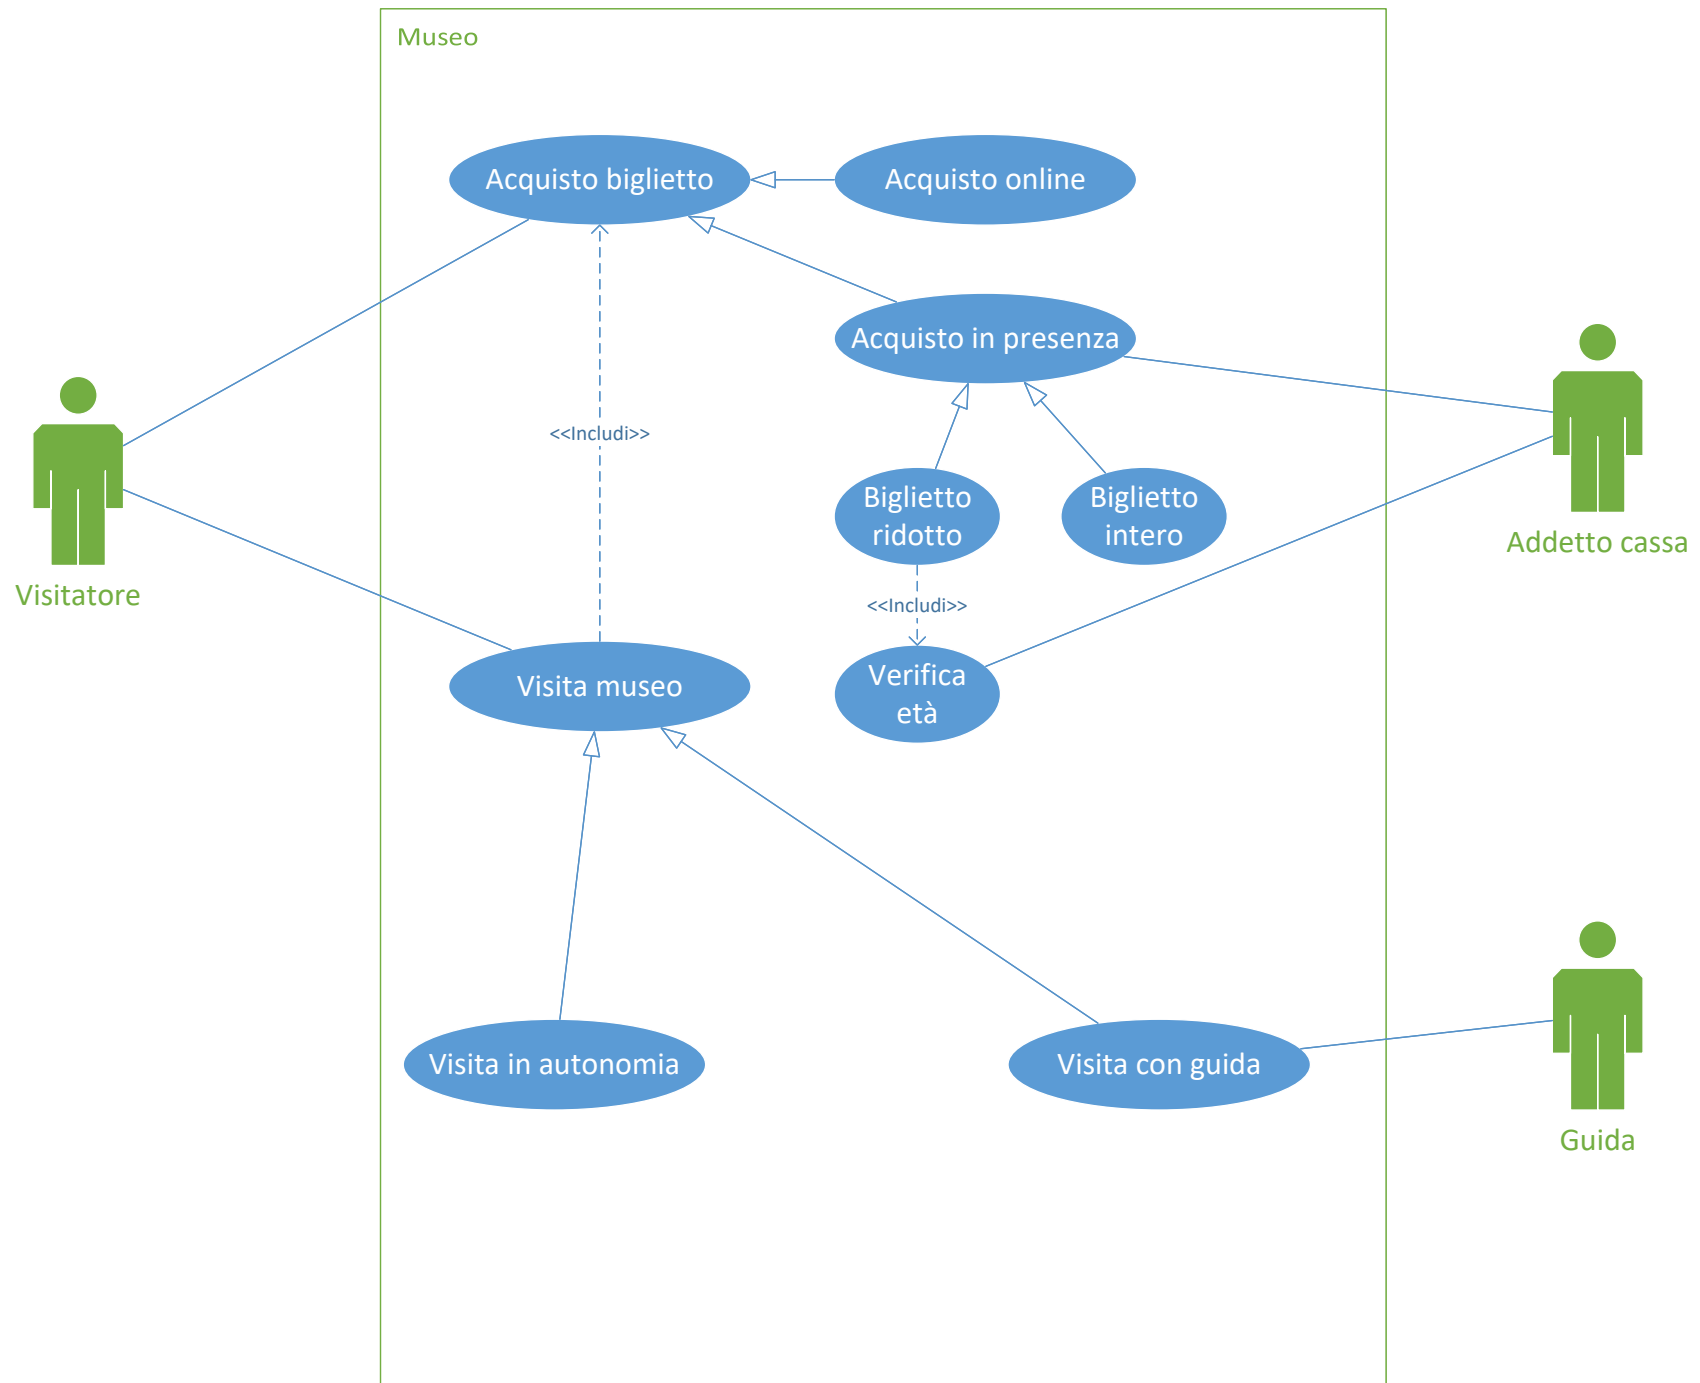 Museo
Acquisto biglietto
Acquisto online
Acquisto in presenza
<<Includi>>
Biglietto
ridotto
Biglietto
intero
Addetto cassa
Visitatore
<<Includi>>
Visita museo
Verifica
età
Visita in autonomia
Visita con guida
Guida